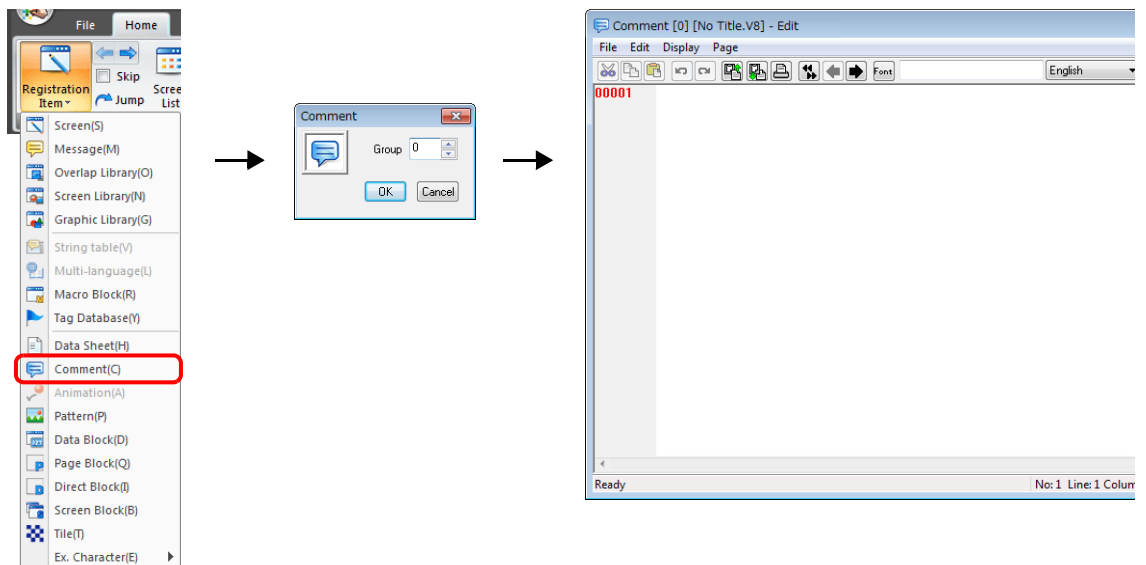 File Home
Skip
Registration Item
Jump
Scree List
Screen(S)
Message(M)
Overlap Library(O)
Screen Library(N)
Graphic Library(G)
String table(V)
Multi-language(L)
Macro Block(R)
Tag Database(Y)
Data Sheet(H)
Comment(C)
Animation(A)
Pattern(P)
Data Block(D)
Page Block(Q)
Direct Block(I)
Screen Block(B)
Tile(T)
Ex. Character(E)
Comment
Group 0
OK Cancel
Comment [0] [No Title.V8] - Edit
File Edit Display Page
Font English
00001
Ready No: 1 Line: 1 Colum